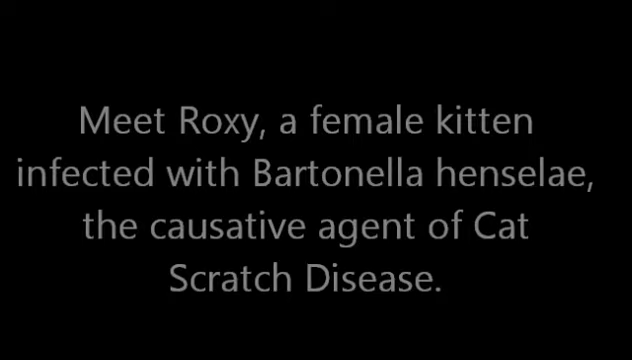 Meet Roxy, a female kitten
infected with Bartonella henselae,
the causative agent of Cat
Scratch Disease.